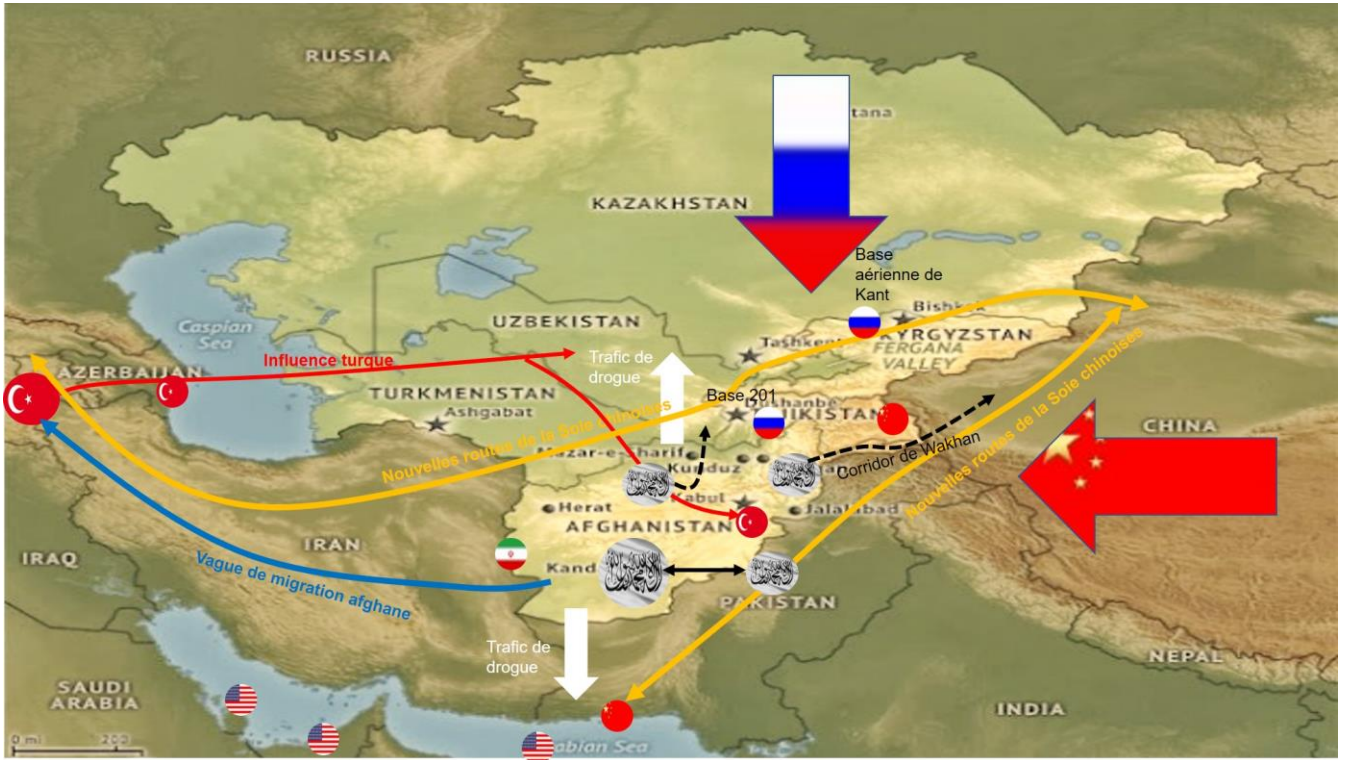 RUSSIA
tana
KAZAKHSTAN
Base
aérienne de
Kant
Bishkek
Caspian
Sea
UZBEKISTAN
Tashkent
KYRGYZSTAN
FERGANA
VALLEY
Influence turque
Trafic de
drogue
AZERBAIJAN
TURKMENISTAN
Ashgabat
Base 201
Dushanbe
Nouvelles routes de la Soie chinoises
CHINA
Nouvelles routes de la Soie chinoises
Corridor de Wakhan
Kunduz
Kabul
Herat
Jalalabad
AFGHANISTAN
IRAQ
IRAN
Vague de migration afghane
Kand
PAKISTAN
Trafic de
drogue
NEPAL
SAUDI
ARABIA
INDIA
0 mi
200
abian Sea